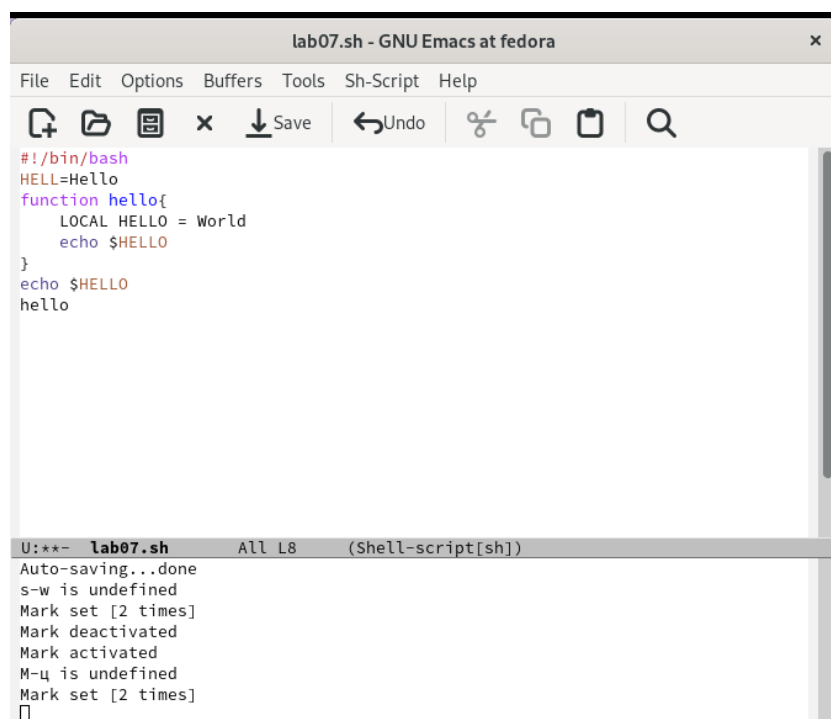 lab07.sh - GNU Emacs at fedora
File Edit Options Buffers Tools Sh-Script Help
Save Undo
#!/bin/bash
HELL=Hello
function hello{
    LOCAL HELLO = World
    echo $HELLO
}
echo $HELLO
hello
U:**-  lab07.sh       All L8     (Shell-script[sh])
Auto-saving...done
s-w is undefined
Mark set [2 times]
Mark deactivated
Mark activated
M-ц is undefined
Mark set [2 times]